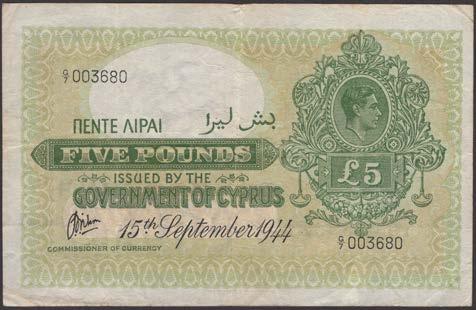 G/7 003680
ΠΕΝΤΕ ΛΙΡΑΙ بش ليرا
FIVE POUNDS
£5
ISSUED BY THE
GOVERNMENT OF CYPRUS
15th September 1944
G/7 003680
COMMISSIONER OF CURRENCY